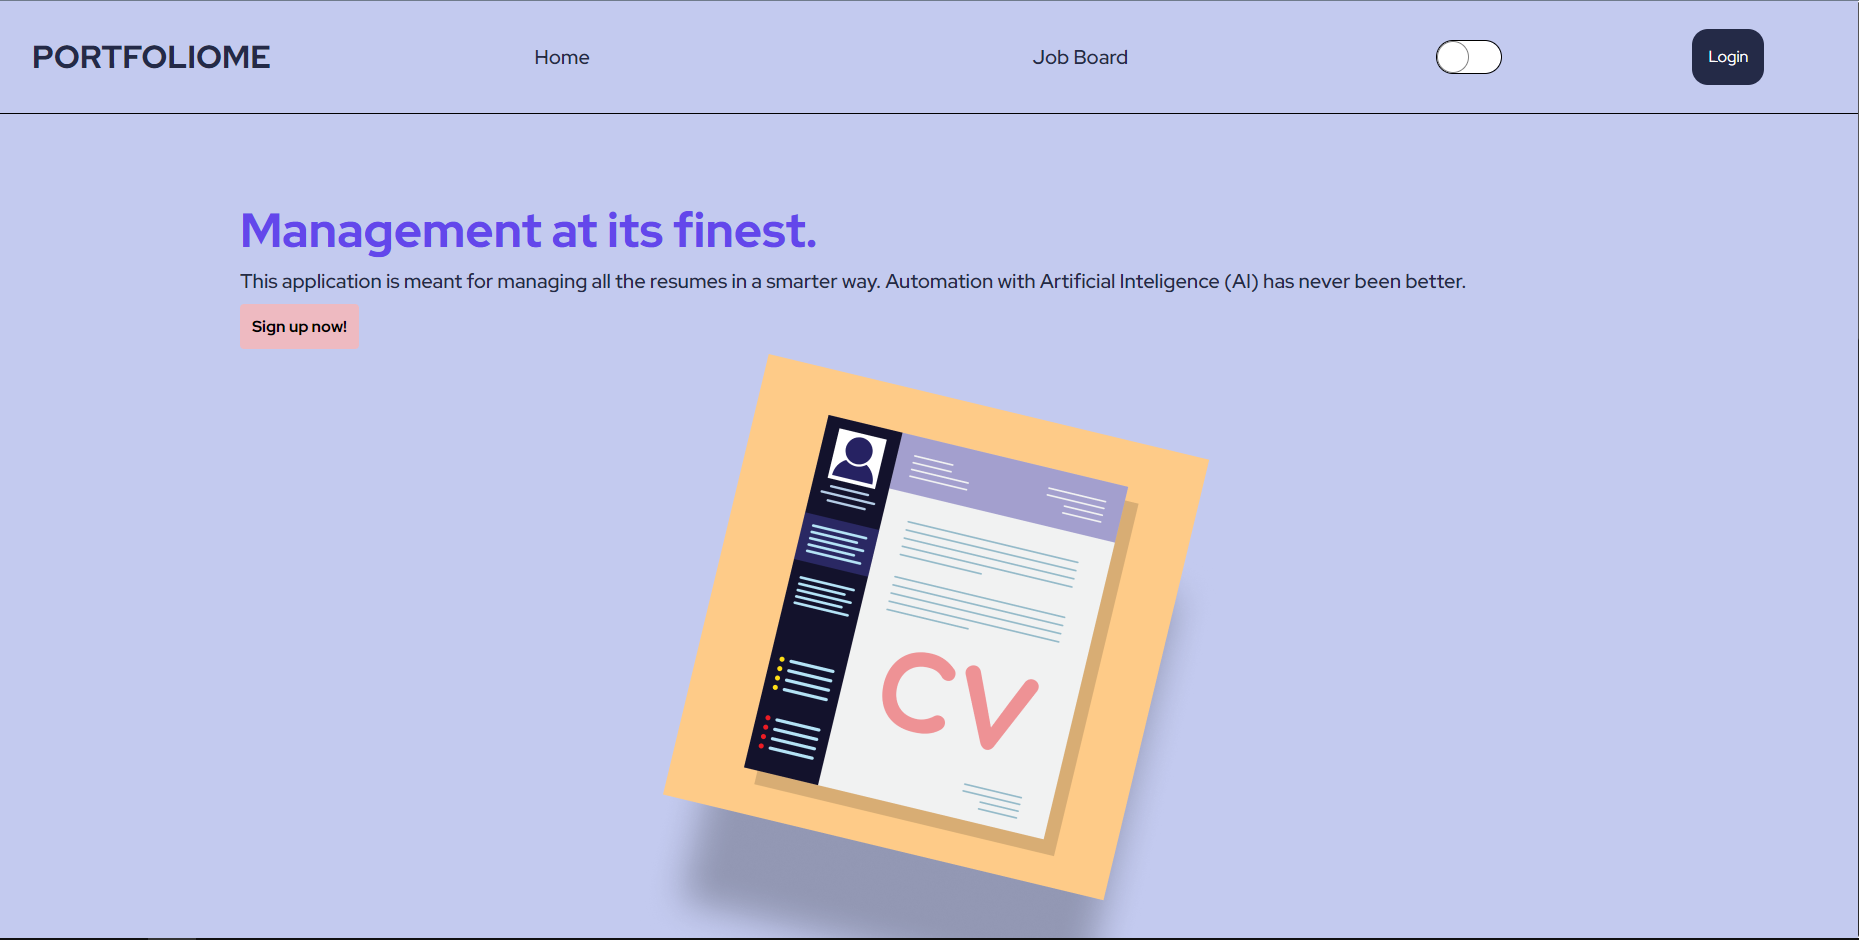 PORTFOLIOME
Home
Job Board
Login
Management at its finest.
This application is meant for managing all the resumes in a smarter way. Automation with Artificial Inteligence (AI) has never been better.
Sign up now!
CV